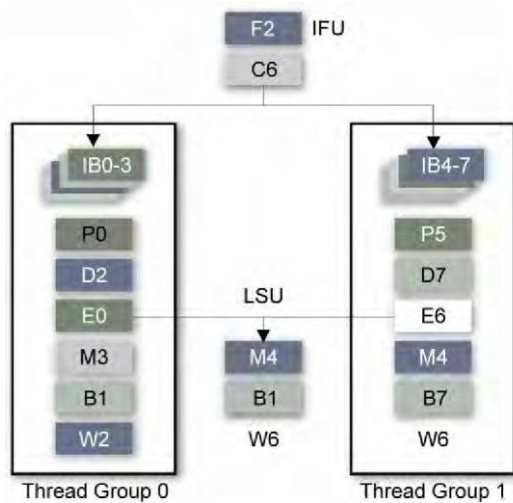 F2 IFU
C6
IB0-3 IB4-7
P0 P5
D2 D7
LSU
E0 E6
M3 M4 M4
B1 B1 B7
W2 W6 W6
Thread Group 0 Thread Group 1